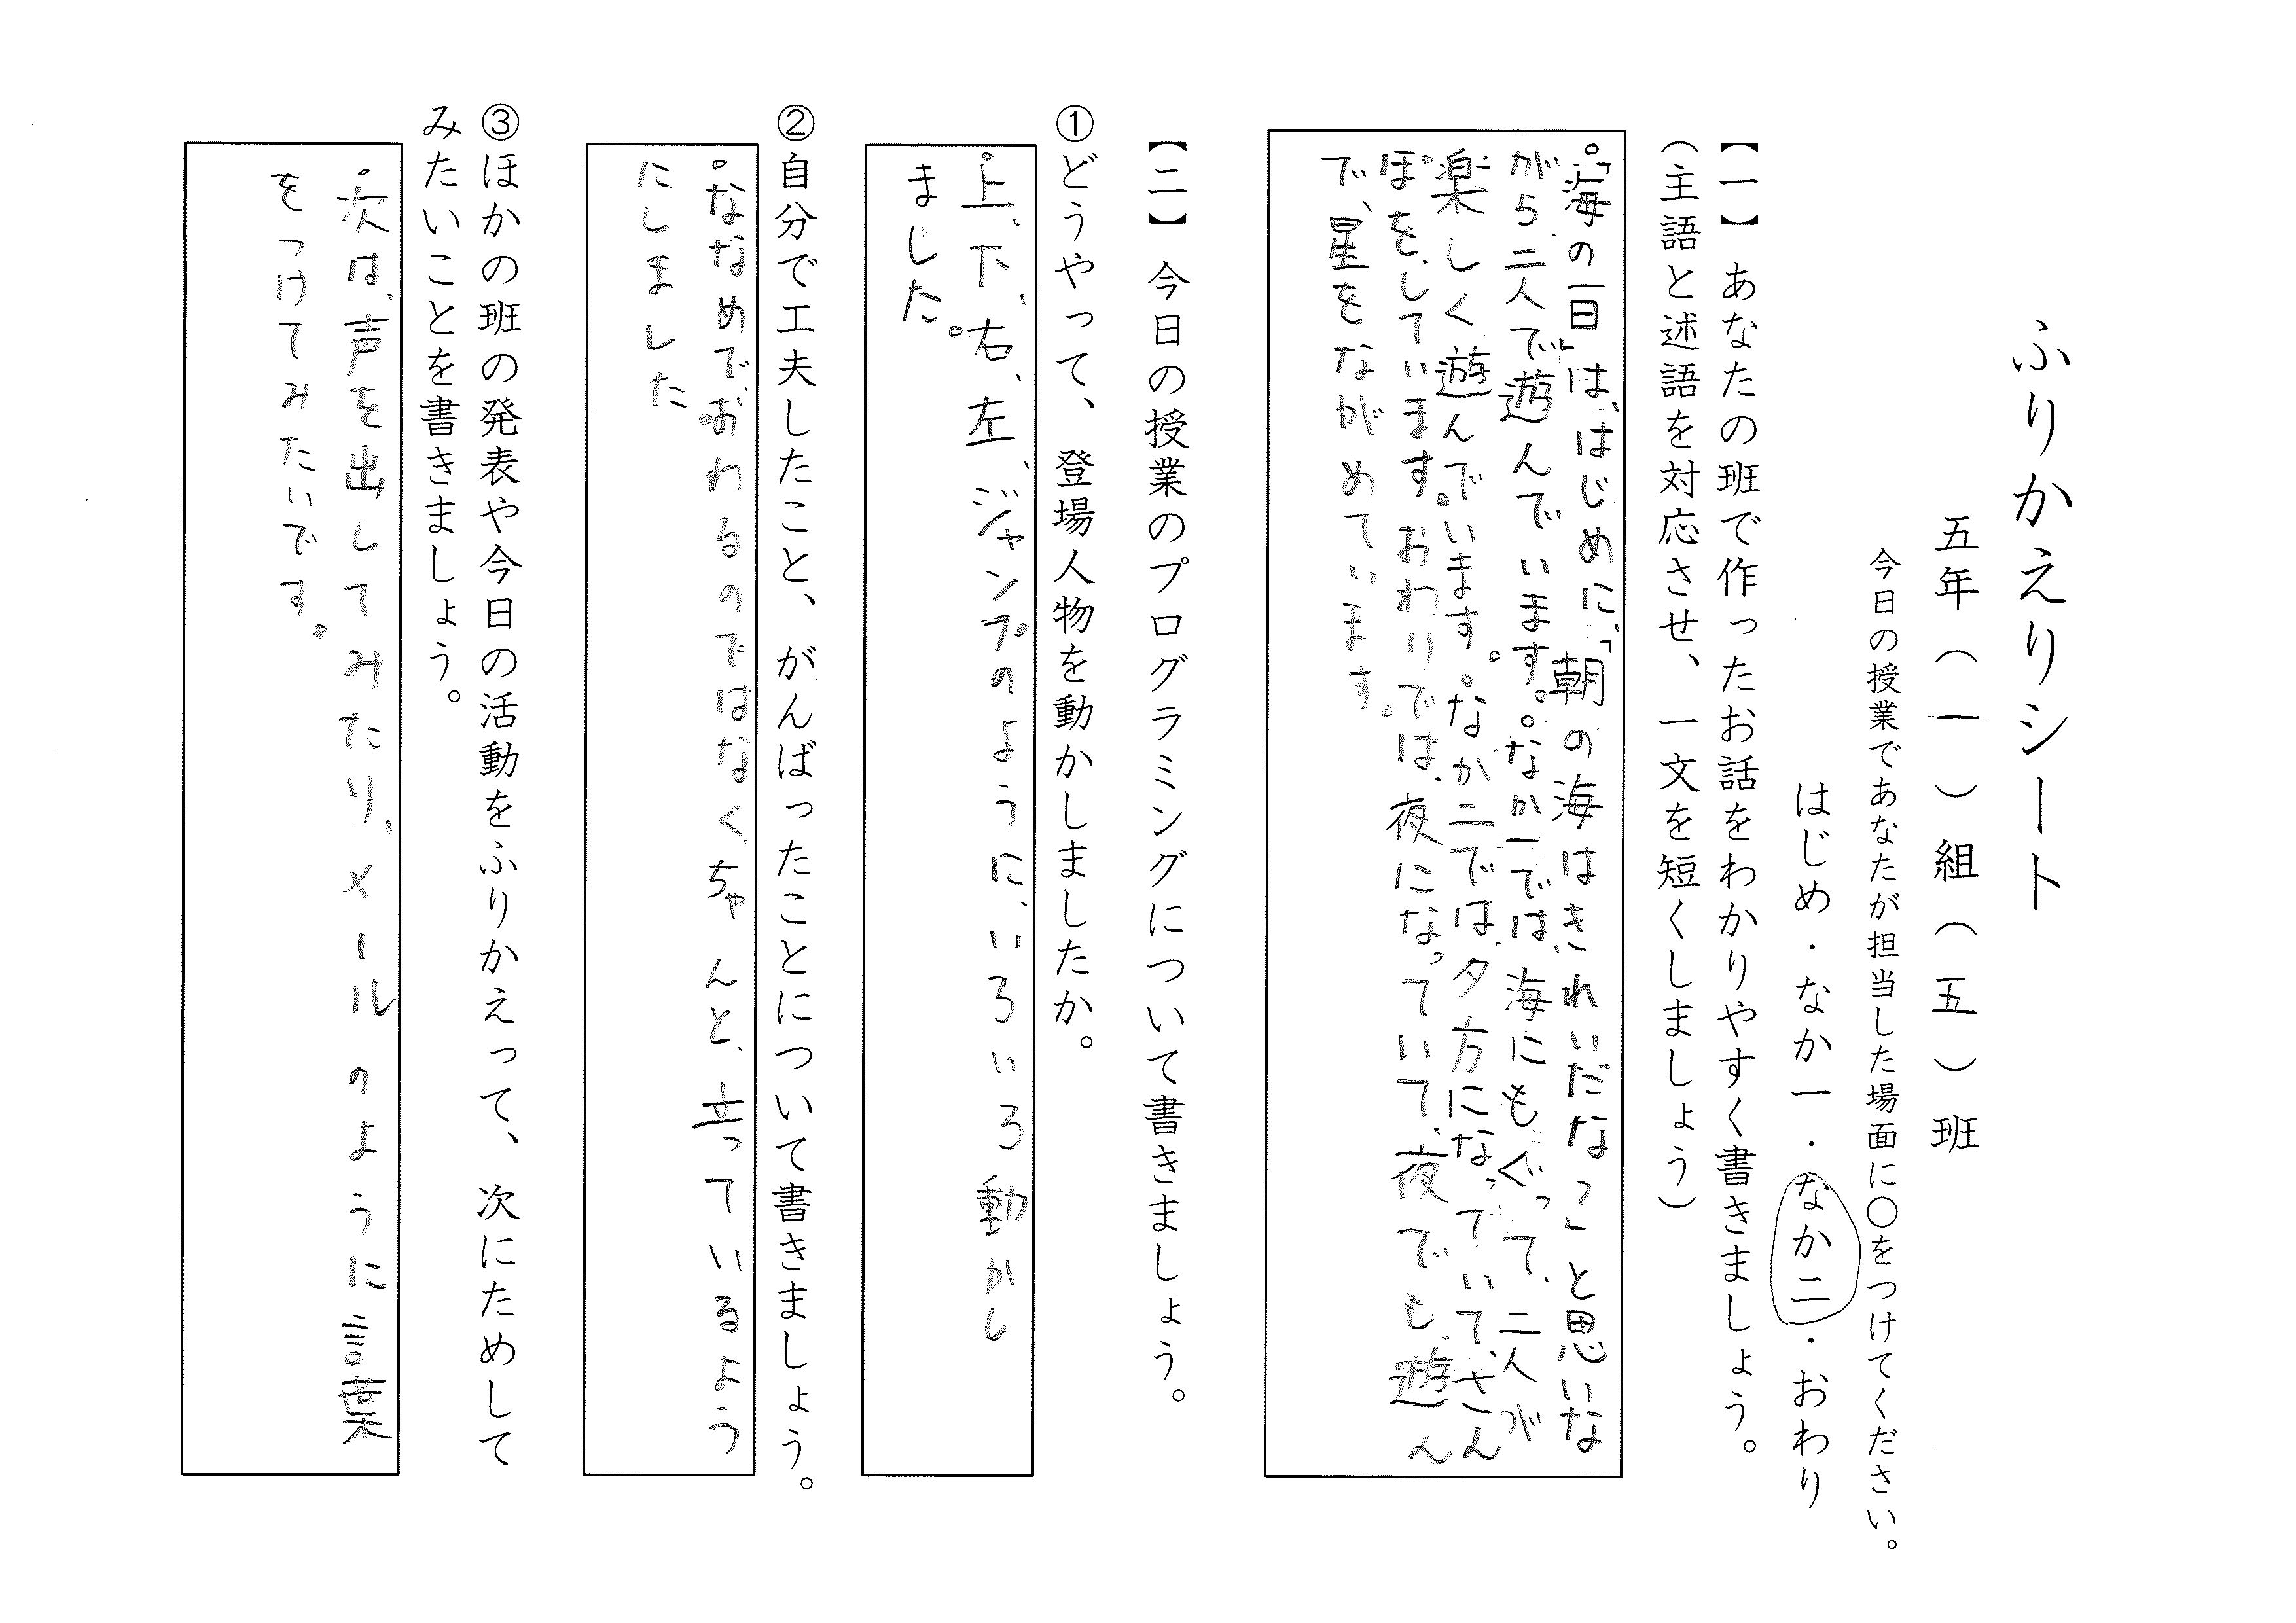 ふりかえりシート
五年（一）組（五）班
今日の授業であなたが担当した場面に〇をつけてください。
はじめ・なか一・なか二・おわり
【一】あなたの班で作ったお話をわかりやすく書きましょう。
（主語と述語を対応させ、一文を短くしましょう）
。「海の一日」は、はじめに、「朝の海はきれいだな？」と思いな
がら、二人で遊んでいます。。なか一では、海にもぐって、二人が
楽しく遊んでいます。。なか二では、夕方になっていて、さん
ぽを、しています。。おわりでは、夜になっていて、夜でも、遊ん
で、星をながめています。
【二】今日の授業のプログラミングについて書きましょう。
①どうやって、登場人物を動かしましたか。
。上、下、右、左、ジャンプのように、いろいろ動かし
ました。
②自分で工夫したこと、がんばったことについて書きましょう。
。ななめで、おわるのではなく、ちゃんと、立っているよう
にしました。
③ほかの班の発表や今日の活動をふりかえって、次にためして
みたいことを書きましょう。
。次は、声を出してみたり、メールのように言葉
をつけてみたいです。